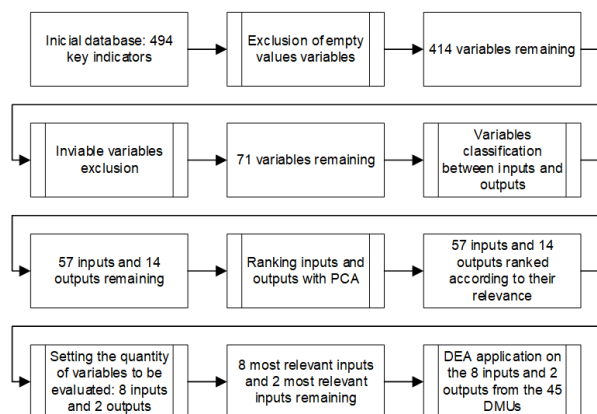 Inicial database: 494
key indicators
Exclusion of empty
values variables
414 variables remaining
Inviable variables
exclusion
71 variables remaining
Variables
classification
between inputs and
outputs
57 inputs and 14
outputs remaining
Ranking inputs and
outputs with PCA
57 inputs and 14
outputs ranked
according to their
relevance
Setting the quantity
of variables to be
evaluated: 8 inputs
and 2 outputs
8 most relevant inputs
and 2 most relevant
inputs remaining
DEA application on
the 8 inputs and 2
outputs from the 45
DMUs